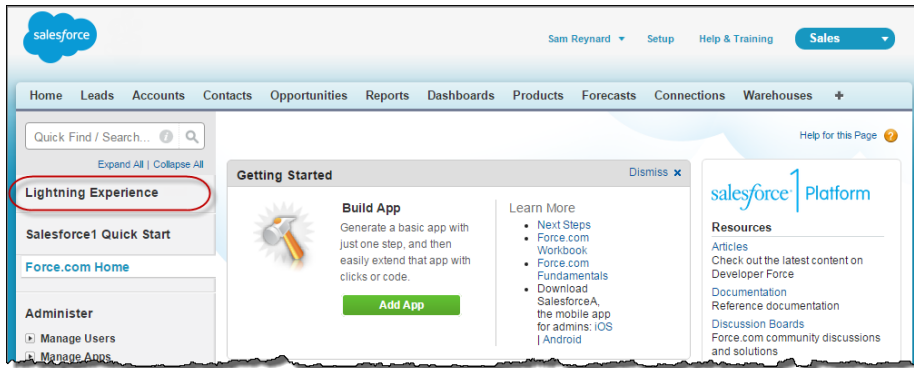 salesforce
Sam Reynard
Setup
Help & Training
Sales
Home Leads Accounts Contacts Opportunities Reports Dashboards Products Forecasts Connections Warehouses +
Quick Find / Search... i
Expand All | Collapse All
Lightning Experience
Salesforce1 Quick Start
Force.com Home
Administer
Manage Users
Manage Apps
Help for this Page ?
Getting Started
Dismiss x
Build App
Generate a basic app with
just one step, and then
easily extend that app with
clicks or code.
Add App
Learn More
• Next Steps
• Force.com
Workbook
• Force.com
Fundamentals
• Download
SalesforceA,
the mobile app
for admins: iOS
| Android
salesforce1 Platform
Resources
Articles
Check out the latest content on
Developer Force
Documentation
Reference documentation
Discussion Boards
Force.com community discussions
and solutions